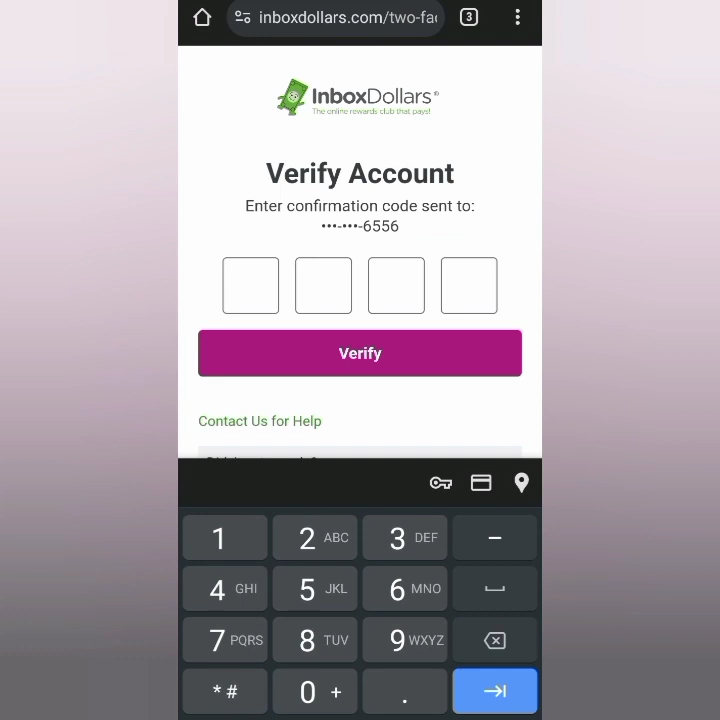 inboxdollars.com/two-fa
3
InboxDollars®
The online rewards club that pays!
Verify Account
Enter confirmation code sent to:
•••-•••-6556
Verify
Contact Us for Help
1
2 ABC
3 DEF
–
4 GHI
5 JKL
6 MNO
7 PQRS
8 TUV
9 WXYZ
* #
0 +
.